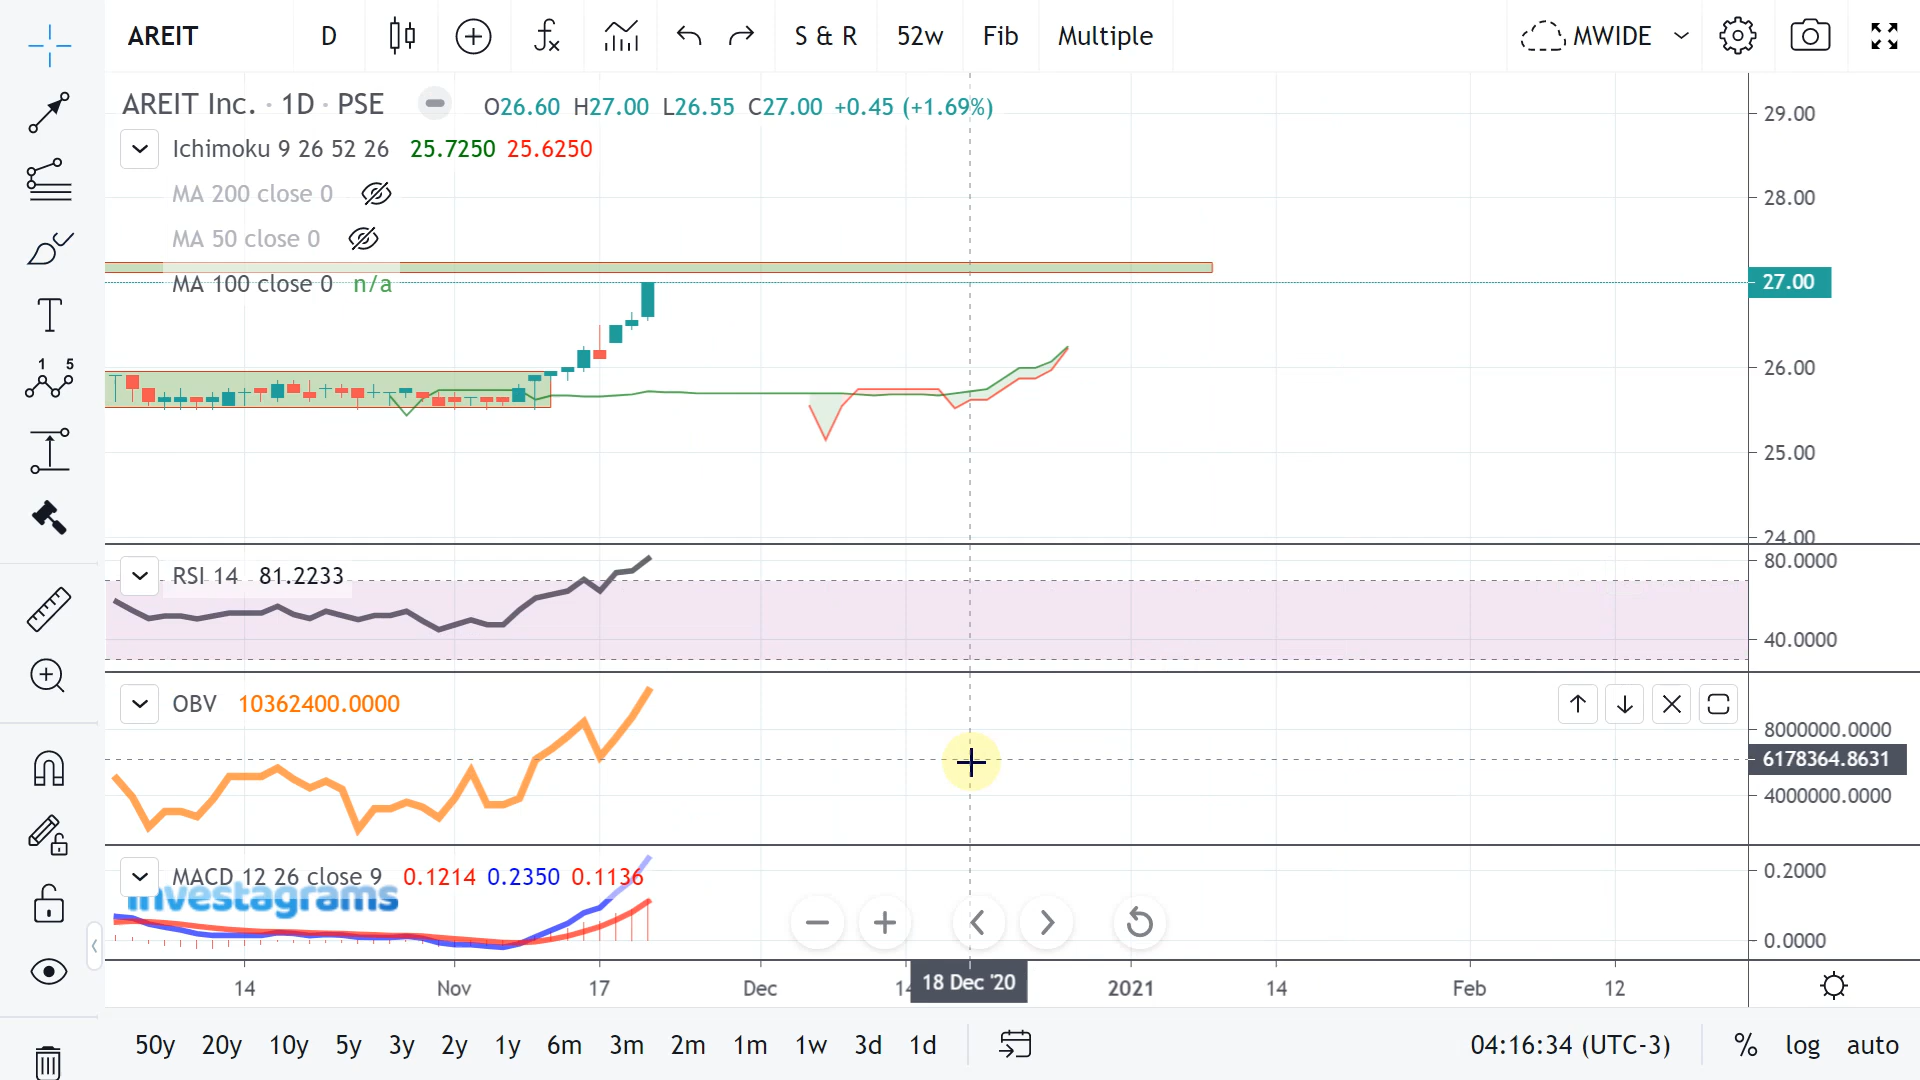 AREIT D S & R 52w Fib Multiple MWIDE
AREIT Inc. · 1D · PSE O26.60 H27.00 L26.55 C27.00 +0.45 (+1.69%)
Ichimoku 9 26 52 26 25.7250 25.6250
MA 200 close 0
MA 50 close 0
MA 100 close 0 n/a
29.00
28.00
27.00
26.00
25.00
24.00
1 5
RSI 14 81.2233
80.0000
40.0000
OBV 10362400.0000
8000000.0000
6178364.8631
4000000.0000
MACD 12 26 close 9 0.1214 0.2350 0.1136
Investagrams
0.2000
0.0000
14 Nov 17 Dec 14 18 Dec '20 2021 14 Feb 12
50y 20y 10y 5y 3y 2y 1y 6m 3m 2m 1m 1w 3d 1d 04:16:34 (UTC-3) % log auto